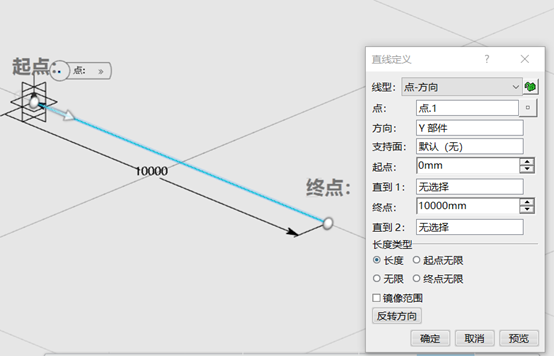 起点:
点: »
10000
终点:
直线定义 ? ×
线型: 点-方向
点: 点.1
方向: Y 部件
支持面: 默认（无）
起点: 0mm
直到 1: 无选择
终点: 10000mm
直到 2: 无选择
长度类型
长度 起点无限
无限 终点无限
镜像范围
反转方向
确定 取消 预览